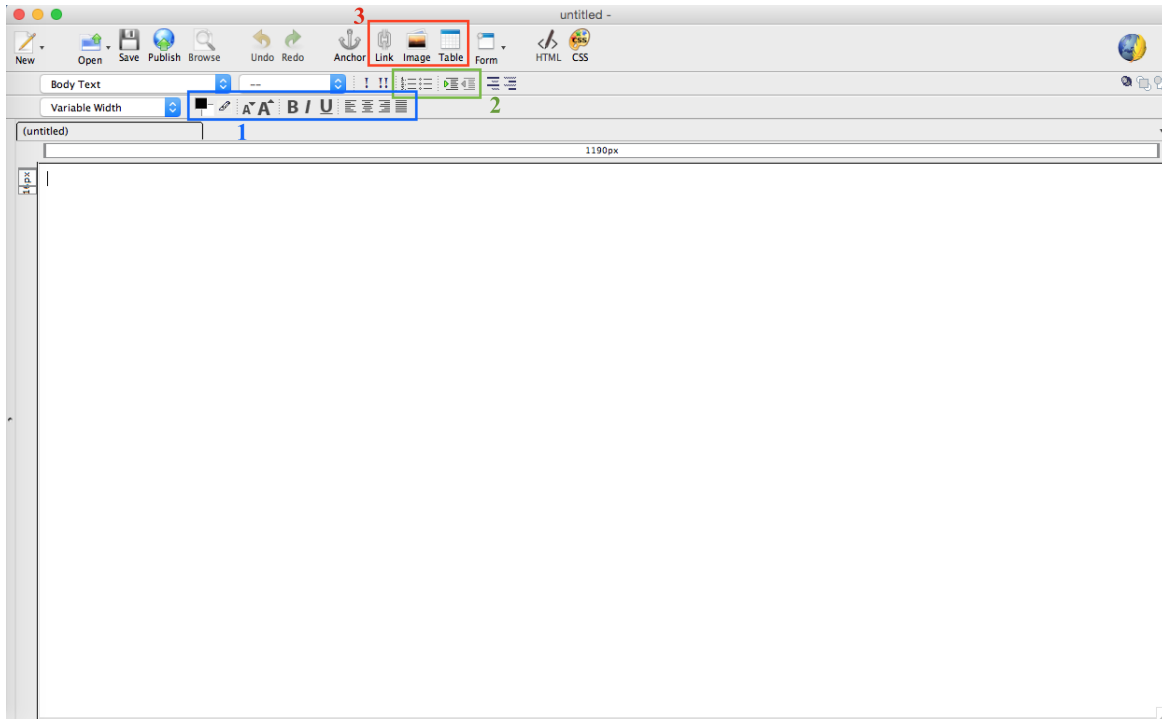 untitled -
3
New Open Save Publish Browse Undo Redo Anchor Link Image Table Form HTML CSS
Body Text -- ! !!
2
Variable Width A A B I U
1
(untitled)
1190px
16px